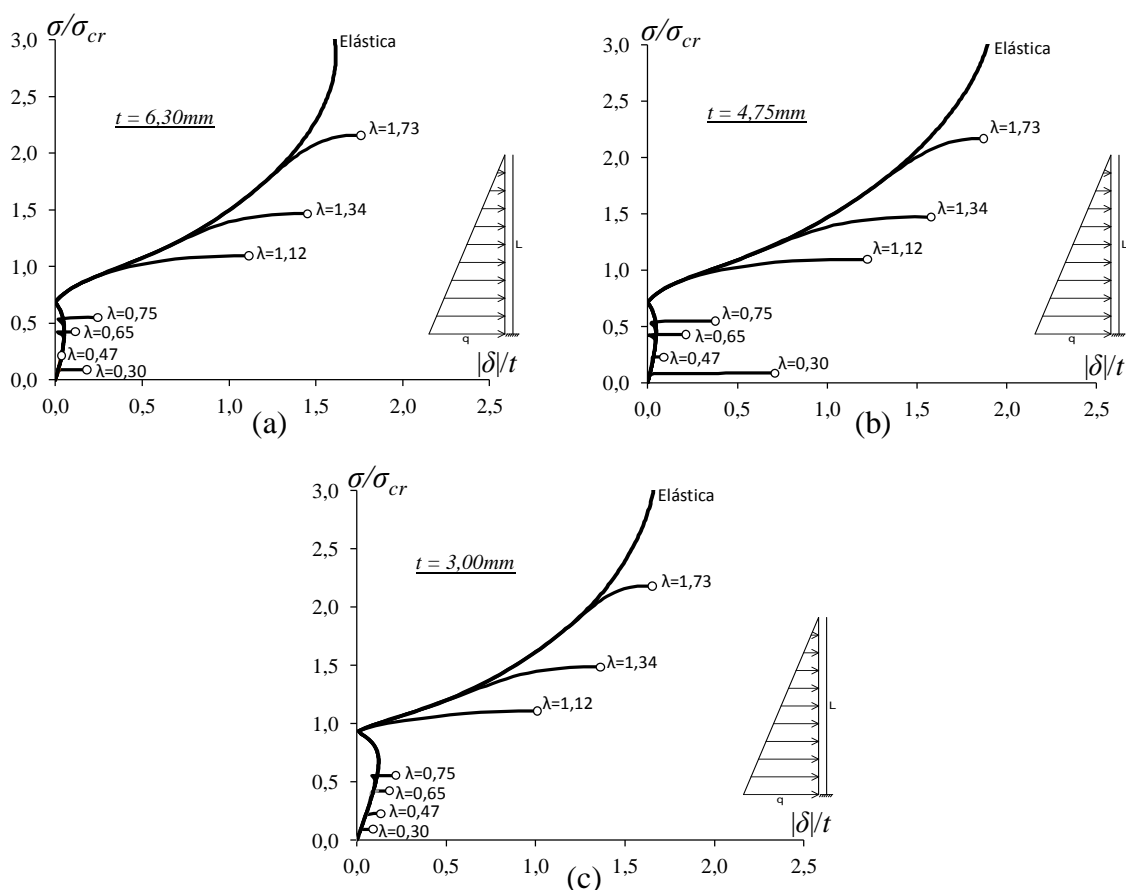 σ/σcr
3,0
2,5
2,0
1,5
1,0
0,5
0,0
Elástica
t = 6,30mm
λ=1,73
λ=1,34
λ=1,12
λ=0,75
λ=0,65
λ=0,47
λ=0,30
L
q
|δ|/t
0,0 0,5 1,0 1,5 2,0 2,5
(a)
σ/σcr
3,0
2,5
2,0
1,5
1,0
0,5
0,0
Elástica
t = 4,75mm
λ=1,73
λ=1,34
λ=1,12
λ=0,75
λ=0,65
λ=0,47
λ=0,30
L
q
|δ|/t
0,0 0,5 1,0 1,5 2,0 2,5
(b)
σ/σcr
3,0
2,5
2,0
1,5
1,0
0,5
0,0
Elástica
t = 3,00mm
λ=1,73
λ=1,34
λ=1,12
λ=0,75
λ=0,65
λ=0,47
λ=0,30
L
q
|δ|/t
0,0 0,5 1,0 1,5 2,0 2,5
(c)